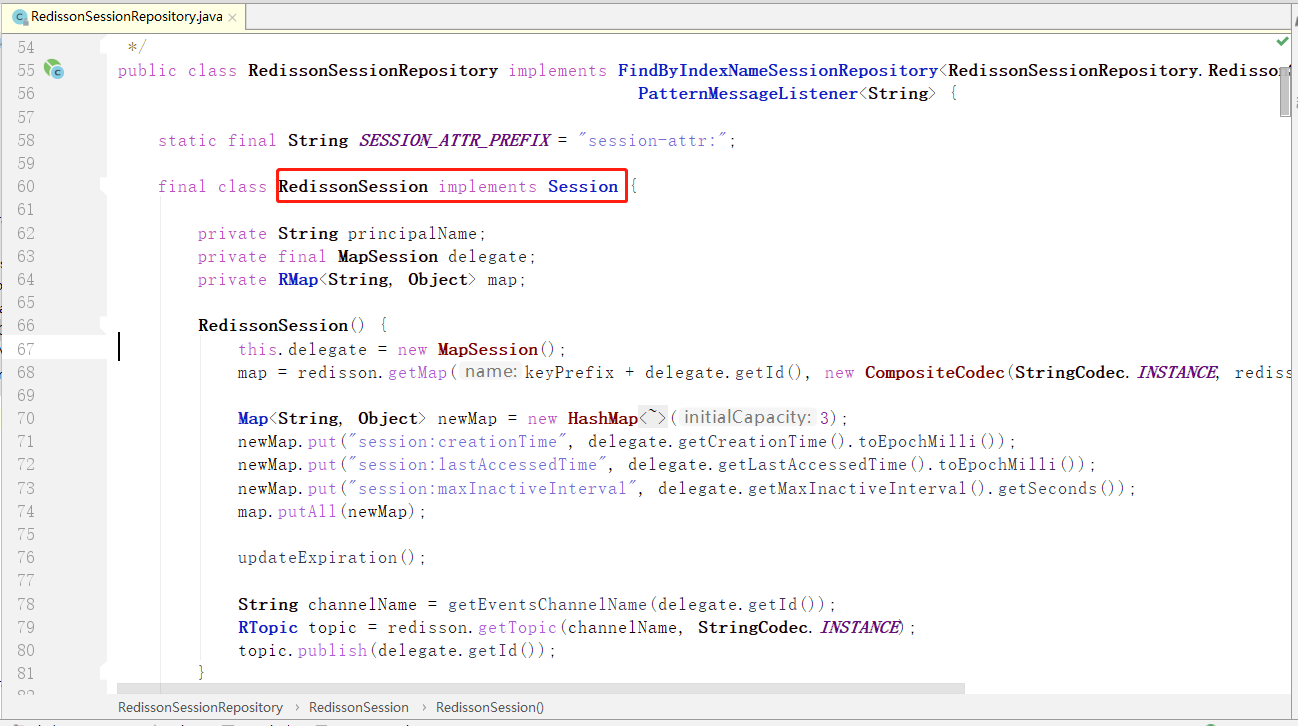 RedissonSessionRepository.java
54 */
55 public class RedissonSessionRepository implements FindByIndexNameSessionRepository<RedissonSessionRepository.RedissonS
56 PatternMessageListener<String> {
57
58 static final String SESSION_ATTR_PREFIX = "session-attr:";
59
60 final class RedissonSession implements Session {
61
62 private String principalName;
63 private final MapSession delegate;
64 private RMap<String, Object> map;
65
66 RedissonSession() {
67 this.delegate = new MapSession();
68 map = redisson.getMap( name: keyPrefix + delegate.getId(), new CompositeCodec(StringCodec.INSTANCE, rediss
69
70 Map<String, Object> newMap = new HashMap<~>( initialCapacity: 3);
71 newMap.put("session:creationTime", delegate.getCreationTime().toEpochMilli());
72 newMap.put("session:lastAccessedTime", delegate.getLastAccessedTime().toEpochMilli());
73 newMap.put("session:maxInactiveInterval", delegate.getMaxInactiveInterval().getSeconds());
74 map.putAll(newMap);
75
76 updateExpiration();
77
78 String channelName = getEventsChannelName(delegate.getId());
79 RTopic topic = redisson.getTopic(channelName, StringCodec.INSTANCE);
80 topic.publish(delegate.getId());
81 }
RedissonSessionRepository › RedissonSession › RedissonSession()